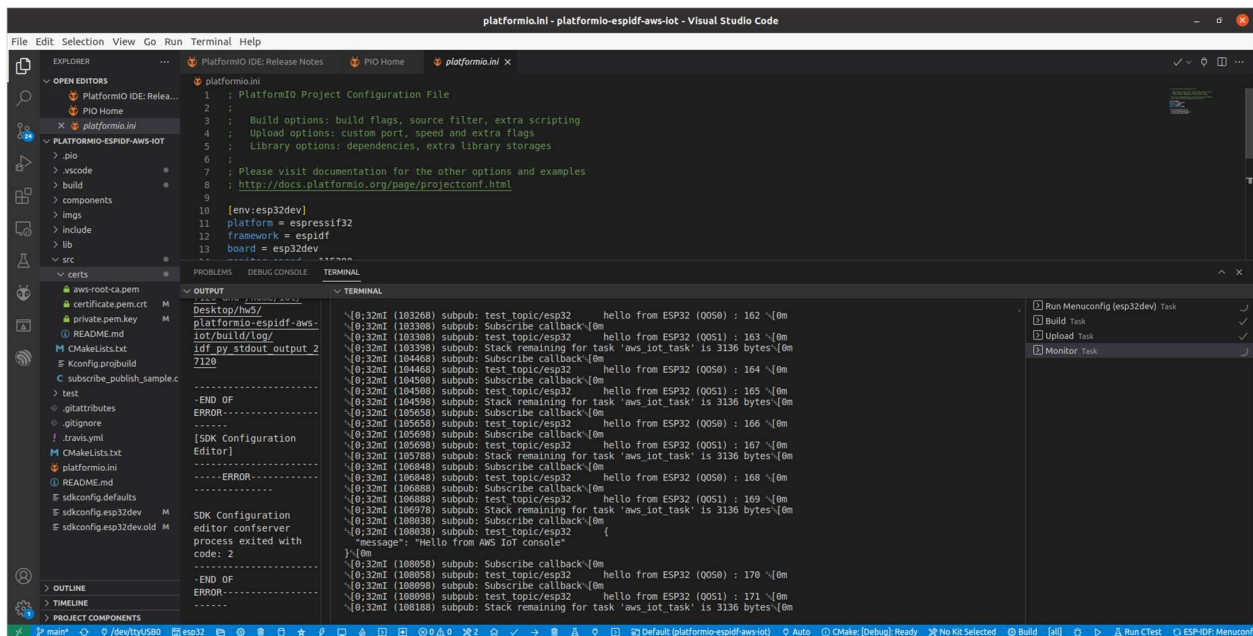 platformio.ini - platformio-espidf-aws-iot - Visual Studio Code
File Edit Selection View Go Run Terminal Help
EXPLORER
OPEN EDITORS
PlatformIO IDE: Relea...
PIO Home
platformio.ini
PLATFORMIO-ESPIDF-AWS-IOT
.pio
.vscode
build
components
imgs
include
lib
src
certs
aws-root-ca.pem
certificate.pem.crt M
private.pem.key M
README.md
CMakeLists.txt
Kconfig.projbuild
subscribe_publish_sample.c
test
.gitattributes
.gitignore
.travis.yml
CMakeLists.txt
platformio.ini
README.md
sdkconfig.defaults
sdkconfig.esp32dev M
sdkconfig.esp32dev.old M
OUTLINE
TIMELINE
PROJECT COMPONENTS
PlatformIO IDE: Release Notes PIO Home platformio.ini
platformio.ini
1 ; PlatformIO Project Configuration File
2 ;
3 ;   Build options: build flags, source filter, extra scripting
4 ;   Upload options: custom port, speed and extra flags
5 ;   Library options: dependencies, extra library storages
6 ;
7 ; Please visit documentation for the other options and examples
8 ; http://docs.platformio.org/page/projectconf.html
9
10 [env:esp32dev]
11 platform = espressif32
12 framework = espidf
13 board = esp32dev
PROBLEMS DEBUG CONSOLE TERMINAL
OUTPUT
Desktop/hw5/
platformio-espidf-aws-
iot/build/log/
idf_py_stdout_output_2
7120
----------------------
-END OF
ERROR-----------------
------
[SDK Configuration
Editor]
----------------------
-----ERROR------------
--------------
SDK Configuration
editor confserver
process exited with
code: 2
----------------------
-END OF
ERROR-----------------
------
TERMINAL
[0;32mI (103268) subpub: test_topic/esp32      hello from ESP32 (QOS0) : 162 [0m
[0;32mI (103308) subpub: Subscribe callback[0m
[0;32mI (103308) subpub: test_topic/esp32      hello from ESP32 (QOS1) : 163 [0m
[0;32mI (103398) subpub: Stack remaining for task 'aws_iot_task' is 3136 bytes[0m
[0;32mI (104468) subpub: Subscribe callback[0m
[0;32mI (104468) subpub: test_topic/esp32      hello from ESP32 (QOS0) : 164 [0m
[0;32mI (104508) subpub: Subscribe callback[0m
[0;32mI (104508) subpub: test_topic/esp32      hello from ESP32 (QOS1) : 165 [0m
[0;32mI (104598) subpub: Stack remaining for task 'aws_iot_task' is 3136 bytes[0m
[0;32mI (105658) subpub: Subscribe callback[0m
[0;32mI (105658) subpub: test_topic/esp32      hello from ESP32 (QOS0) : 166 [0m
[0;32mI (105698) subpub: Subscribe callback[0m
[0;32mI (105698) subpub: test_topic/esp32      hello from ESP32 (QOS1) : 167 [0m
[0;32mI (105788) subpub: Stack remaining for task 'aws_iot_task' is 3136 bytes[0m
[0;32mI (106848) subpub: Subscribe callback[0m
[0;32mI (106848) subpub: test_topic/esp32      hello from ESP32 (QOS0) : 168 [0m
[0;32mI (106888) subpub: Subscribe callback[0m
[0;32mI (106888) subpub: test_topic/esp32      hello from ESP32 (QOS1) : 169 [0m
[0;32mI (106978) subpub: Stack remaining for task 'aws_iot_task' is 3136 bytes[0m
[0;32mI (108038) subpub: Subscribe callback[0m
[0;32mI (108038) subpub: test_topic/esp32      {
  "message": "Hello from AWS IoT console"
}[0m
[0;32mI (108058) subpub: Subscribe callback[0m
[0;32mI (108058) subpub: test_topic/esp32      hello from ESP32 (QOS0) : 170 [0m
[0;32mI (108098) subpub: Subscribe callback[0m
[0;32mI (108098) subpub: test_topic/esp32      hello from ESP32 (QOS1) : 171 [0m
[0;32mI (108188) subpub: Stack remaining for task 'aws_iot_task' is 3136 bytes[0m
Run Menuconfig (esp32dev) Task
Build Task
Upload Task
Monitor Task
24
1
main* /dev/ttyUSB0 esp32 0 0 2 Default (platformio-espidf-aws-iot) Auto CMake: [Debug]: Ready No Kit Selected Build [all] Run CTest ESP-IDF: Menuconf